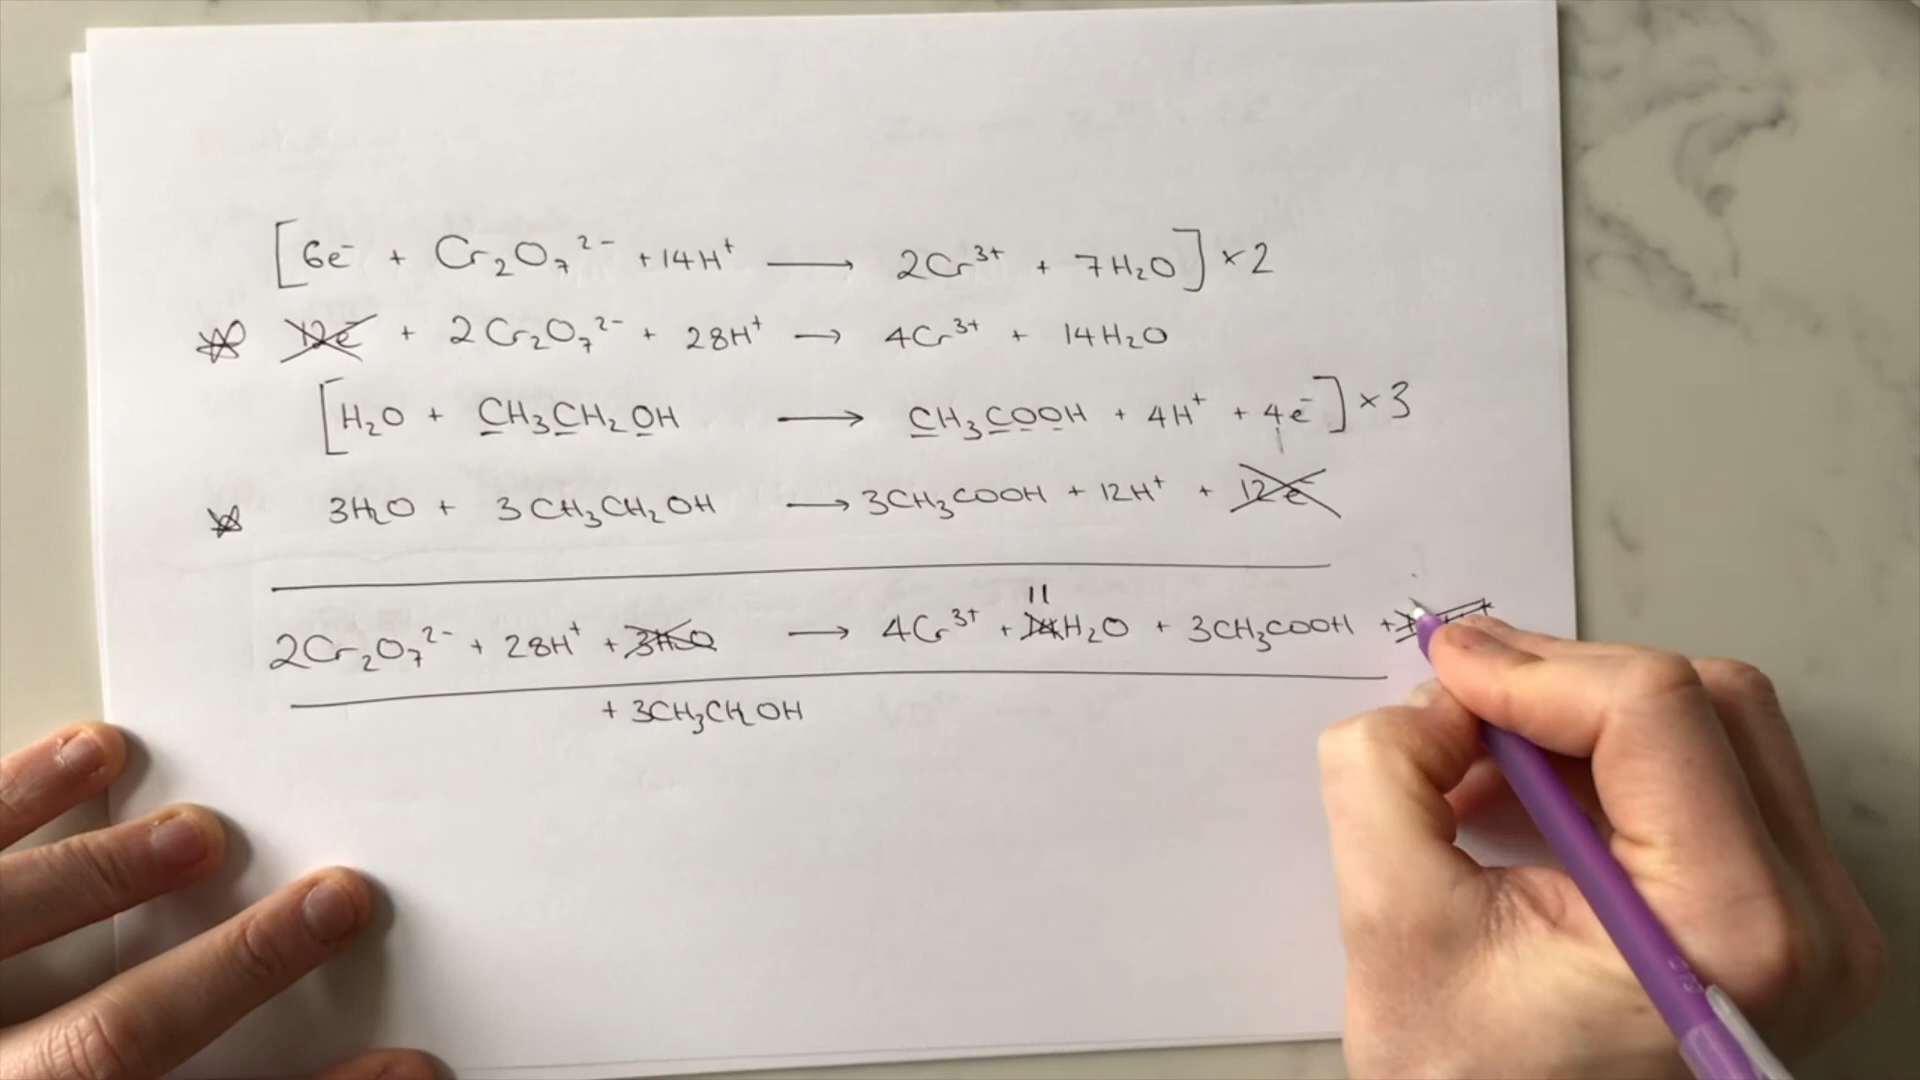 [6e⁻ + Cr₂O₇²⁻ + 14H⁺ ⟶ 2Cr³⁺ + 7H₂O] × 2
12e⁻ + 2Cr₂O₇²⁻ + 28H⁺ → 4Cr³⁺ + 14H₂O
[H₂O + CH₃CH₂OH ⟶ CH₃COOH + 4H⁺ + 4e⁻] × 3
3H₂O + 3CH₃CH₂OH ⟶ 3CH₃COOH + 12H⁺ + 12e⁻
11
2Cr₂O₇²⁻ + 28H⁺ + 3H₂O ⟶ 4Cr³⁺ + 14H₂O + 3CH₃COOH +
+ 3CH₃CH₂OH